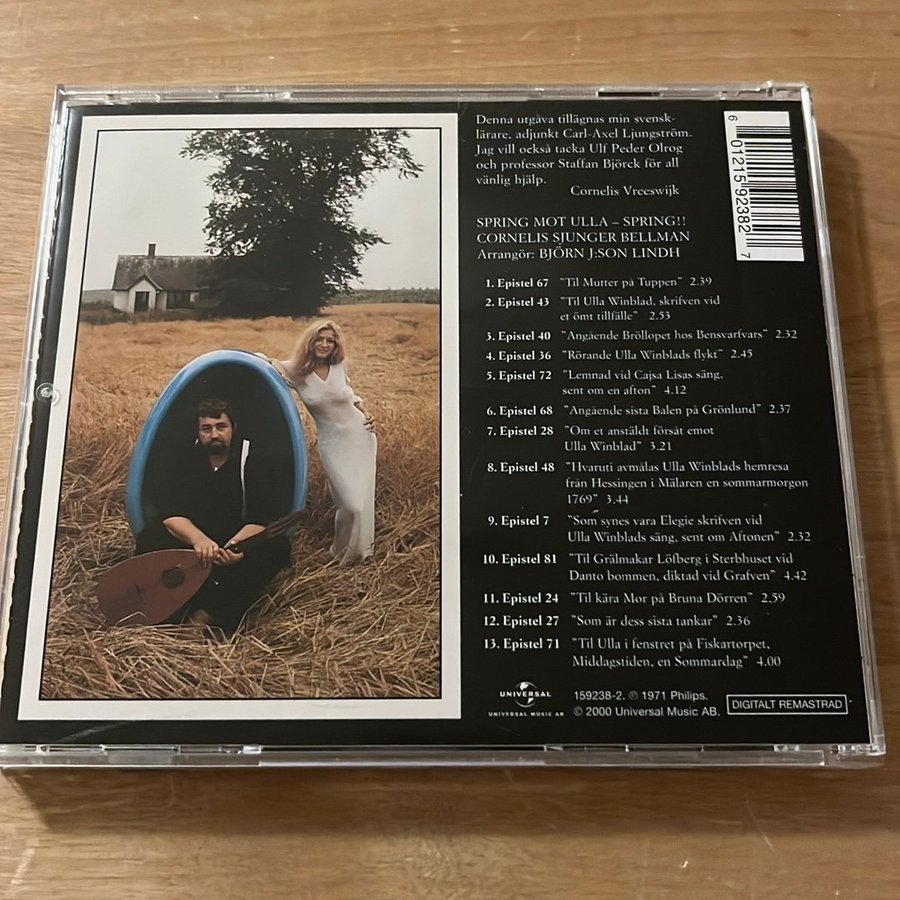 Denna utgåva tillägnas min svensk-
lärare, adjunkt Carl-Axel Ljungström.
Jag vill också tacka Ulf Peder Olrog
och professor Staffan Björck för all
vänlig hjälp.
Cornelis Vreeswijk
SPRING MOT ULLA – SPRING!!
CORNELIS SJUNGER BELLMAN
Arrangör: BJÖRN J:SON LINDH
1. Epistel 67 "Til Mutter på Tuppen" 2.39
2. Epistel 43 "Til Ulla Winblad, skrifven vid
et ömt tillfälle" 2.53
3. Epistel 40 "Angående Bröllopet hos Bensvarfvars" 2.32
4. Epistel 36 "Rörande Ulla Winblads flykt" 2.45
5. Epistel 72 "Lemnad vid Cajsa Lisas säng,
sent om en afton" 4.12
6. Epistel 68 "Angående sista Balen på Grönlund" 2.37
7. Epistel 28 "Om et anställdt försåt emot
Ulla Winblad" 3.21
8. Epistel 48 "Hvaruti avmålas Ulla Winblads hemresa
från Hessingen i Mälaren en sommarmorgon
1769" 3.44
9. Epistel 7 "Som synes vara Elegie skrifven vid
Ulla Winblads säng, sent om Aftonen" 2.32
10. Epistel 81 "Til Grälmakar Löfberg i Sterbhuset vid
Danto bommen, diktad vid Grafven" 4.42
11. Epistel 24 "Til kära Mor på Bruna Dörren" 2.59
12. Epistel 27 "Som är dess sista tankar" 2.36
13. Epistel 71 "Til Ulla i fenstret på Fiskartorpet,
Middagstiden, en Sommardag" 4.00
UNIVERSAL
UNIVERSAL MUSIC AB
159238-2. ℗ 1971 Philips.
© 2000 Universal Music AB.
DIGITALT REMASTRAD
6 01215 92382 7